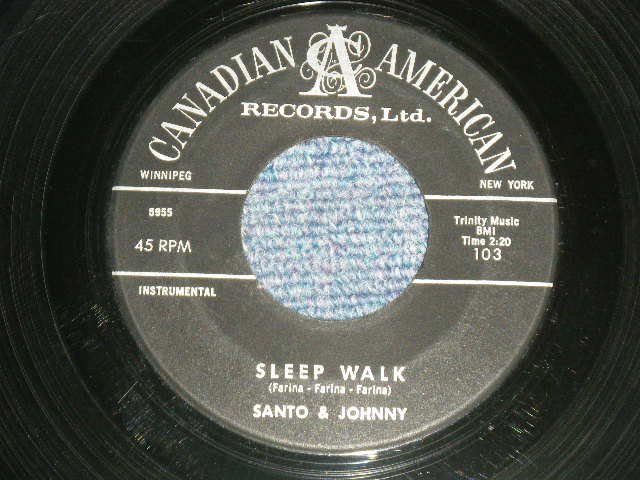 CANADIAN AMERICAN
CA
RECORDS, Ltd.
WINNIPEG
NEW YORK
5955
45 RPM
Trinity Music
BMI
Time 2:20
103
INSTRUMENTAL
SLEEP WALK
(Farina - Farina - Farina)
SANTO & JOHNNY